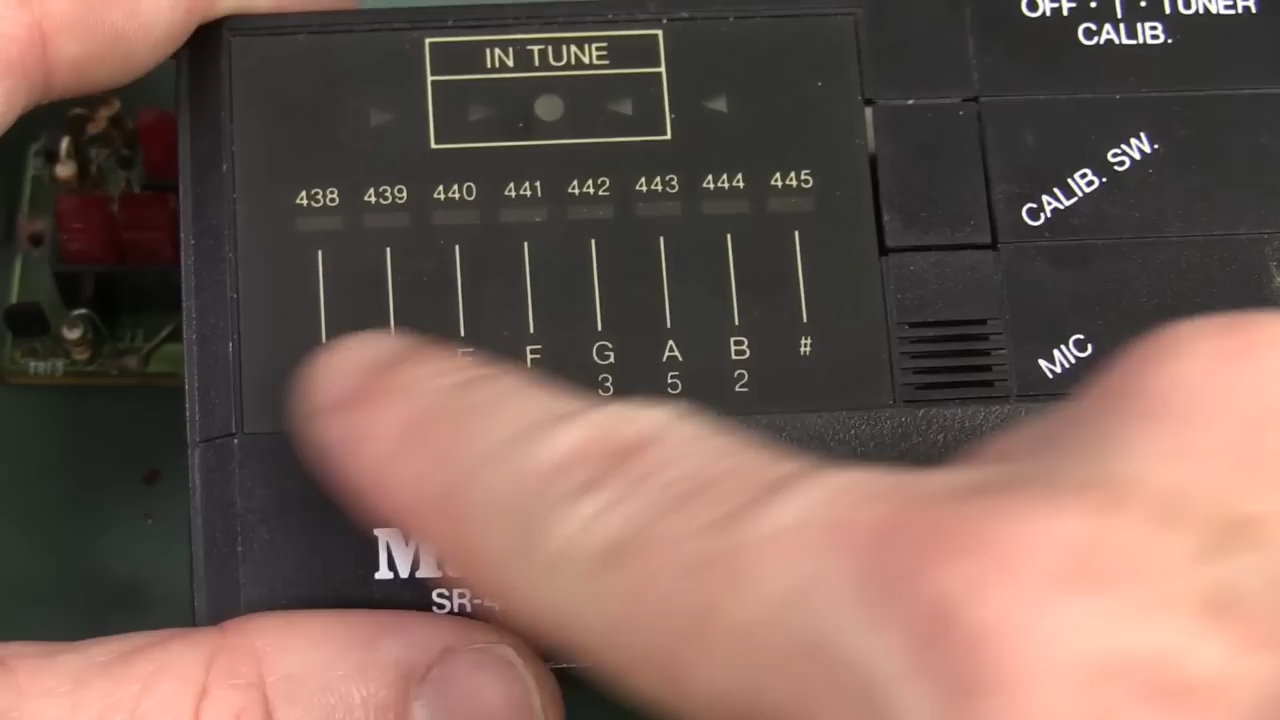 OFF · I · TUNER
CALIB.
IN TUNE
438 439 440 441 442 443 444 445
CALIB. SW.
MIC
F G A B #
3 5 2